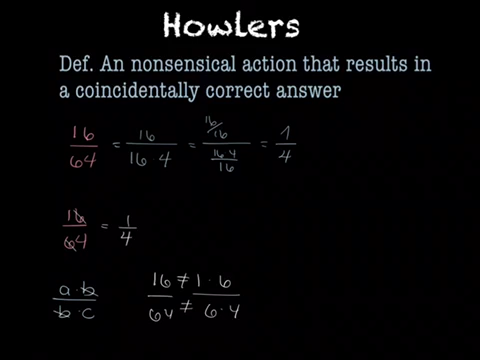 Howlers
Def. An nonsensical action that results in
a coincidentally correct answer
16/64 = 16/(16·4) = (16/16)/((16·4)/16) = 1/4
16/64 = 1/4
(a·b)/(b·c) 16/64 ≠ ≠ (1·6)/(6·4)